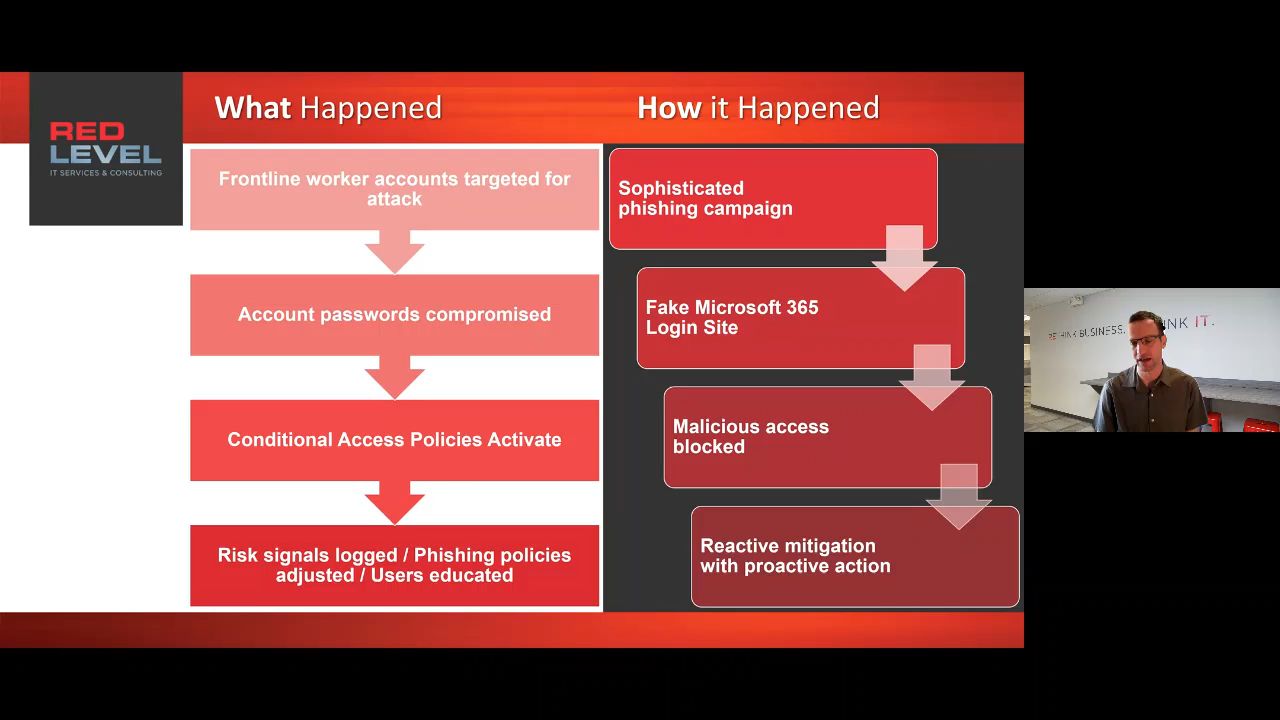 RED
LEVEL
IT SERVICES & CONSULTING
What Happened
Frontline worker accounts targeted for
attack
Account passwords compromised
Conditional Access Policies Activate
Risk signals logged / Phishing policies
adjusted / Users educated
How it Happened
Sophisticated
phishing campaign
Fake Microsoft 365
Login Site
Malicious access
blocked
Reactive mitigation
with proactive action
RETHINK BUSINESS. INK IT.